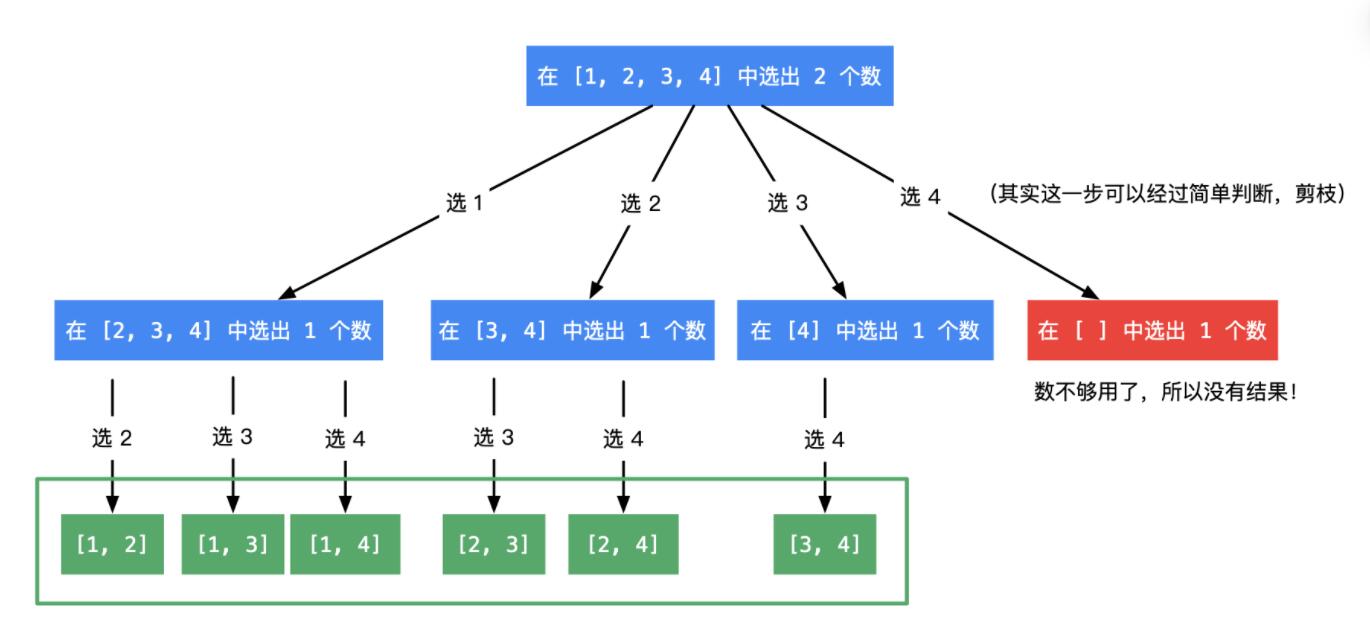 在 [1, 2, 3, 4] 中选出 2 个数
选 1
选 2
选 3
选 4
（其实这一步可以经过简单判断，剪枝）
在 [2, 3, 4] 中选出 1 个数
在 [3, 4] 中选出 1 个数
在 [4] 中选出 1 个数
在 [ ] 中选出 1 个数
数不够用了，所以没有结果！
选 2
选 3
选 4
选 3
选 4
选 4
[1, 2]
[1, 3]
[1, 4]
[2, 3]
[2, 4]
[3, 4]